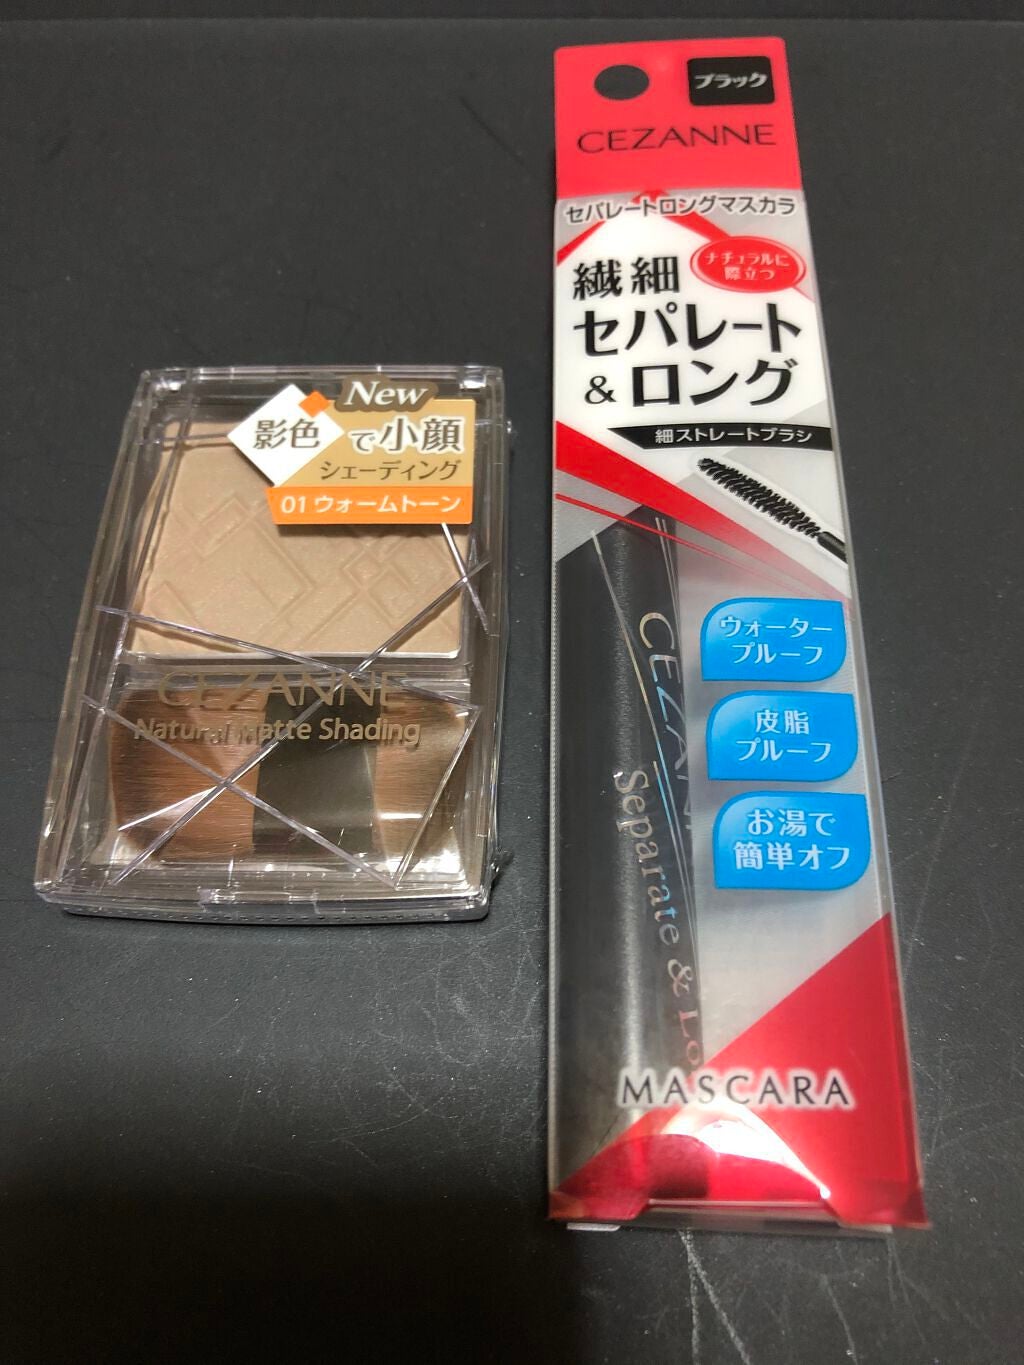 New
影色で小顔
シェーディング
01 ウォームトーン
CEZANNE
Natural Matte Shading
ブラック
CEZANNE
セパレートロングマスカラ
ナチュラルに
際立つ
繊細
セパレート
&ロング
細ストレートブラシ
ウォーター
プルーフ
皮脂
プルーフ
お湯で
簡単オフ
CEZANN
Separate & Lo
MASCARA